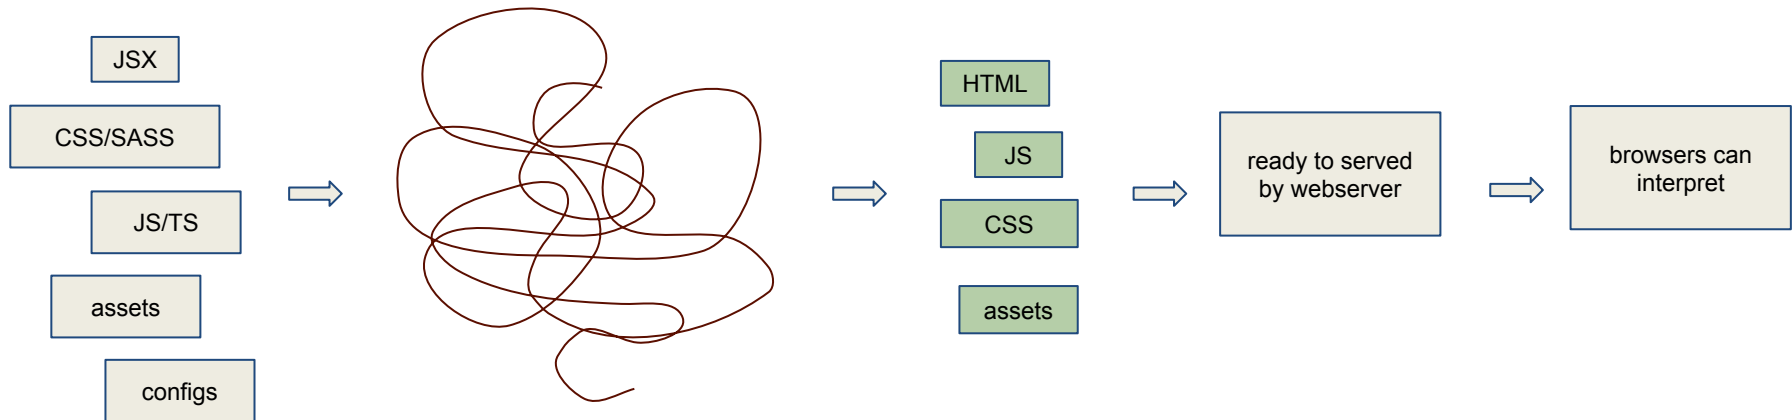 JSX
CSS/SASS
JS/TS
assets
configs
HTML
JS
CSS
assets
ready to served
by webserver
browsers can
interpret